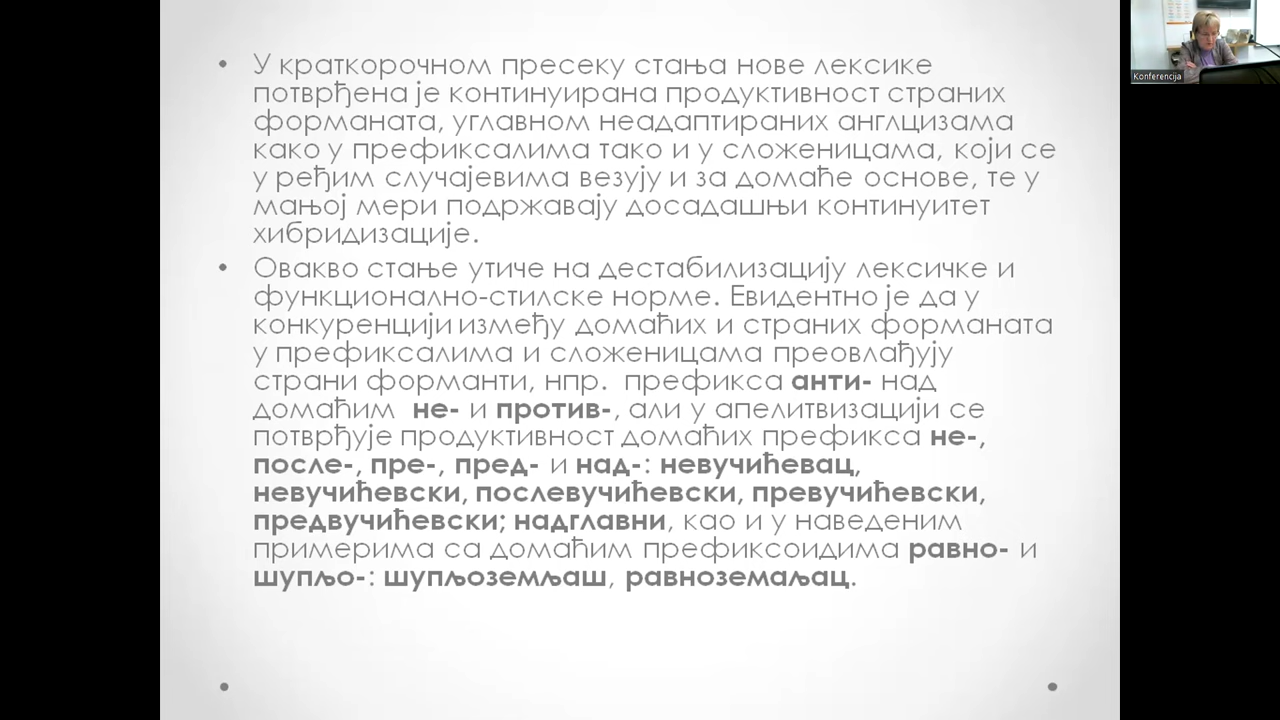 • У краткорочном пресеку стања нове лексике
потврђена је континуирана продуктивност страних
форманата, углавном неадаптираних англцизама
како у префиксалима тако и у сложеницама, који се
у ређим случајевима везују и за домаће основе, те у
мањој мери подржавају досадашњи континуитет
хибридизације.
• Овакво стање утиче на дестабилизацију лексичке и
функционално-стилске норме. Евидентно је да у
конкуренцији између домаћих и страних форманата
у префиксалима и сложеницама преовлађују
страни форманти, нпр. префикса анти- над
домаћим не- и против-, али у апелитвизацији се
потврђује продуктивност домаћих префикса не-,
после-, пре-, пред- и над-: невучићевац,
невучићевски, послевучићевски, превучићевски,
предвучићевски; надглавни, као и у наведеним
примерима са домаћим префиксоидима равно- и
шупљо-: шупљоземљаш, равноземаљац.
Konferencija